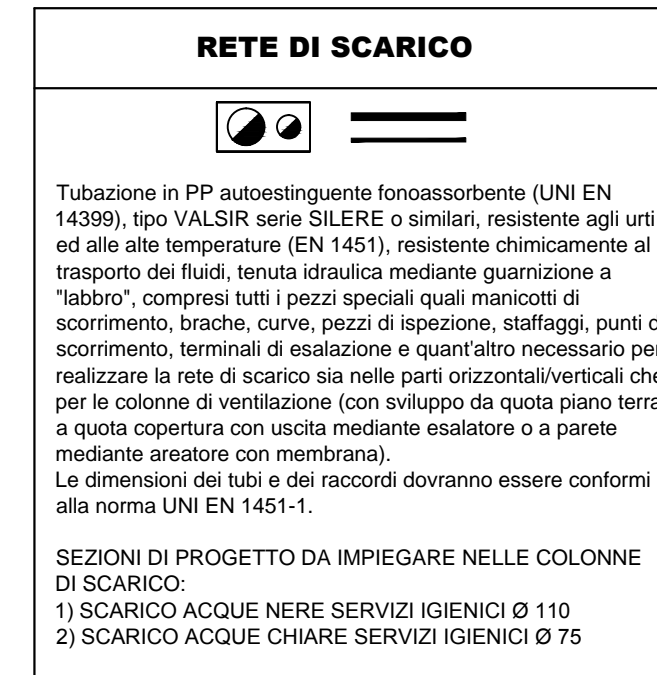 RETE DI SCARICO
Tubazione in PP autoestinguente fonoassorbente (UNI EN
14399), tipo VALSIR serie SILERE o similari, resistente agli urti
ed alle alte temperature (EN 1451), resistente chimicamente al
trasporto dei fluidi, tenuta idraulica mediante guarnizione a
"labbro", compresi tutti i pezzi speciali quali manicotti di
scorrimento, brache, curve, pezzi di ispezione, staffaggi, punti d
scorrimento, terminali di esalazione e quant'altro necessario per
realizzare la rete di scarico sia nelle parti orizzontali/verticali che
per le colonne di ventilazione (con sviluppo da quota piano terra
a quota copertura con uscita mediante esalatore o a parete
mediante areatore con membrana).
Le dimensioni dei tubi e dei raccordi dovranno essere conformi
alla norma UNI EN 1451-1.
SEZIONI DI PROGETTO DA IMPIEGARE NELLE COLONNE
DI SCARICO:
1) SCARICO ACQUE NERE SERVIZI IGIENICI Ø 110
2) SCARICO ACQUE CHIARE SERVIZI IGIENICI Ø 75